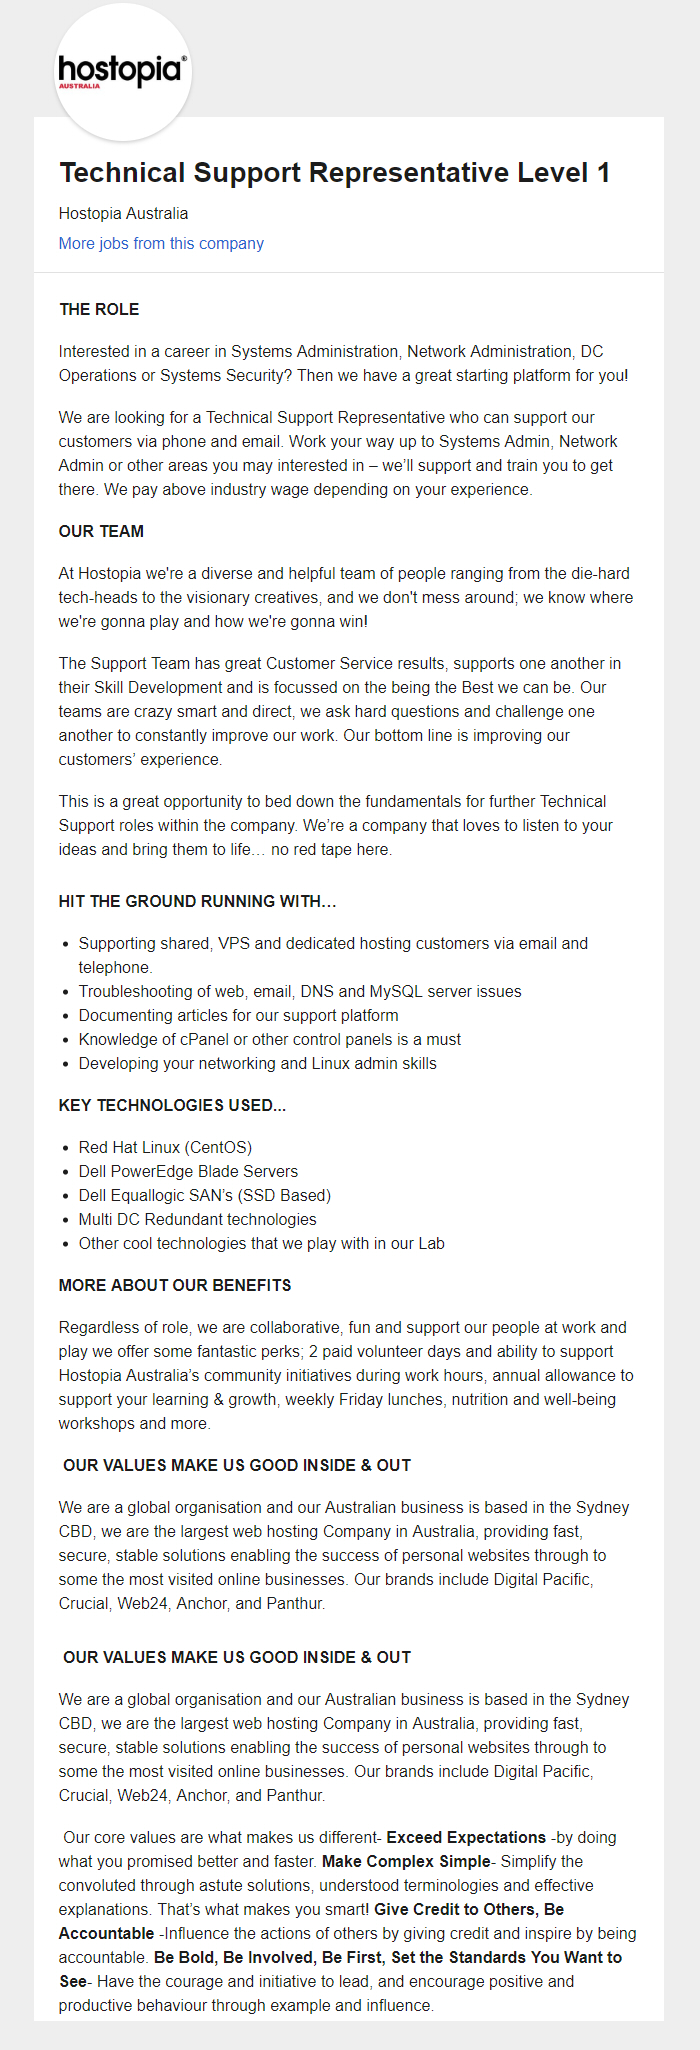 hostopia®
AUSTRALIA
Technical Support Representative Level 1
Hostopia Australia
More jobs from this company
THE ROLE
Interested in a career in Systems Administration, Network Administration, DC
Operations or Systems Security? Then we have a great starting platform for you!
We are looking for a Technical Support Representative who can support our
customers via phone and email. Work your way up to Systems Admin, Network
Admin or other areas you may interested in – we’ll support and train you to get
there. We pay above industry wage depending on your experience.
OUR TEAM
At Hostopia we're a diverse and helpful team of people ranging from the die-hard
tech-heads to the visionary creatives, and we don't mess around; we know where
we're gonna play and how we're gonna win!
The Support Team has great Customer Service results, supports one another in
their Skill Development and is focussed on the being the Best we can be. Our
teams are crazy smart and direct, we ask hard questions and challenge one
another to constantly improve our work. Our bottom line is improving our
customers’ experience.
This is a great opportunity to bed down the fundamentals for further Technical
Support roles within the company. We’re a company that loves to listen to your
ideas and bring them to life… no red tape here.
HIT THE GROUND RUNNING WITH…
• Supporting shared, VPS and dedicated hosting customers via email and
telephone.
• Troubleshooting of web, email, DNS and MySQL server issues
• Documenting articles for our support platform
• Knowledge of cPanel or other control panels is a must
• Developing your networking and Linux admin skills
KEY TECHNOLOGIES USED...
• Red Hat Linux (CentOS)
• Dell PowerEdge Blade Servers
• Dell Equallogic SAN’s (SSD Based)
• Multi DC Redundant technologies
• Other cool technologies that we play with in our Lab
MORE ABOUT OUR BENEFITS
Regardless of role, we are collaborative, fun and support our people at work and
play we offer some fantastic perks; 2 paid volunteer days and ability to support
Hostopia Australia’s community initiatives during work hours, annual allowance to
support your learning & growth, weekly Friday lunches, nutrition and well-being
workshops and more.
OUR VALUES MAKE US GOOD INSIDE & OUT
We are a global organisation and our Australian business is based in the Sydney
CBD, we are the largest web hosting Company in Australia, providing fast,
secure, stable solutions enabling the success of personal websites through to
some the most visited online businesses. Our brands include Digital Pacific,
Crucial, Web24, Anchor, and Panthur.
OUR VALUES MAKE US GOOD INSIDE & OUT
We are a global organisation and our Australian business is based in the Sydney
CBD, we are the largest web hosting Company in Australia, providing fast,
secure, stable solutions enabling the success of personal websites through to
some the most visited online businesses. Our brands include Digital Pacific,
Crucial, Web24, Anchor, and Panthur.
Our core values are what makes us different- Exceed Expectations -by doing
what you promised better and faster. Make Complex Simple- Simplify the
convoluted through astute solutions, understood terminologies and effective
explanations. That’s what makes you smart! Give Credit to Others, Be
Accountable -Influence the actions of others by giving credit and inspire by being
accountable. Be Bold, Be Involved, Be First, Set the Standards You Want to
See- Have the courage and initiative to lead, and encourage positive and
productive behaviour through example and influence.